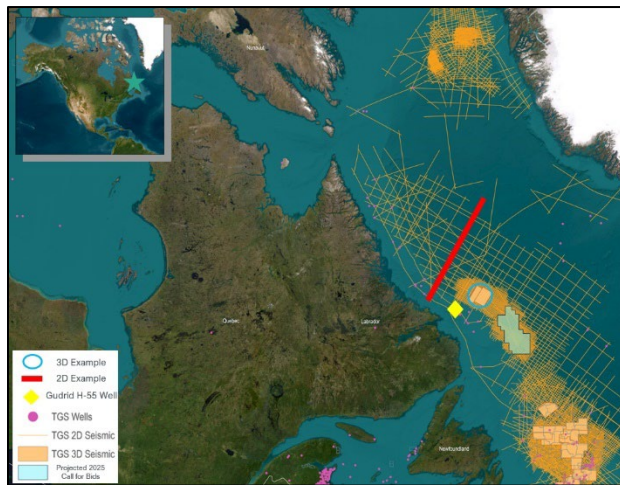 Nunavut
Quebec
Labrador
Newfoundland
3D Example
2D Example
Gudrid H-55 Well
TGS Wells
TGS 2D Seismic
TGS 3D Seismic
Projected 2025
Call for Bids